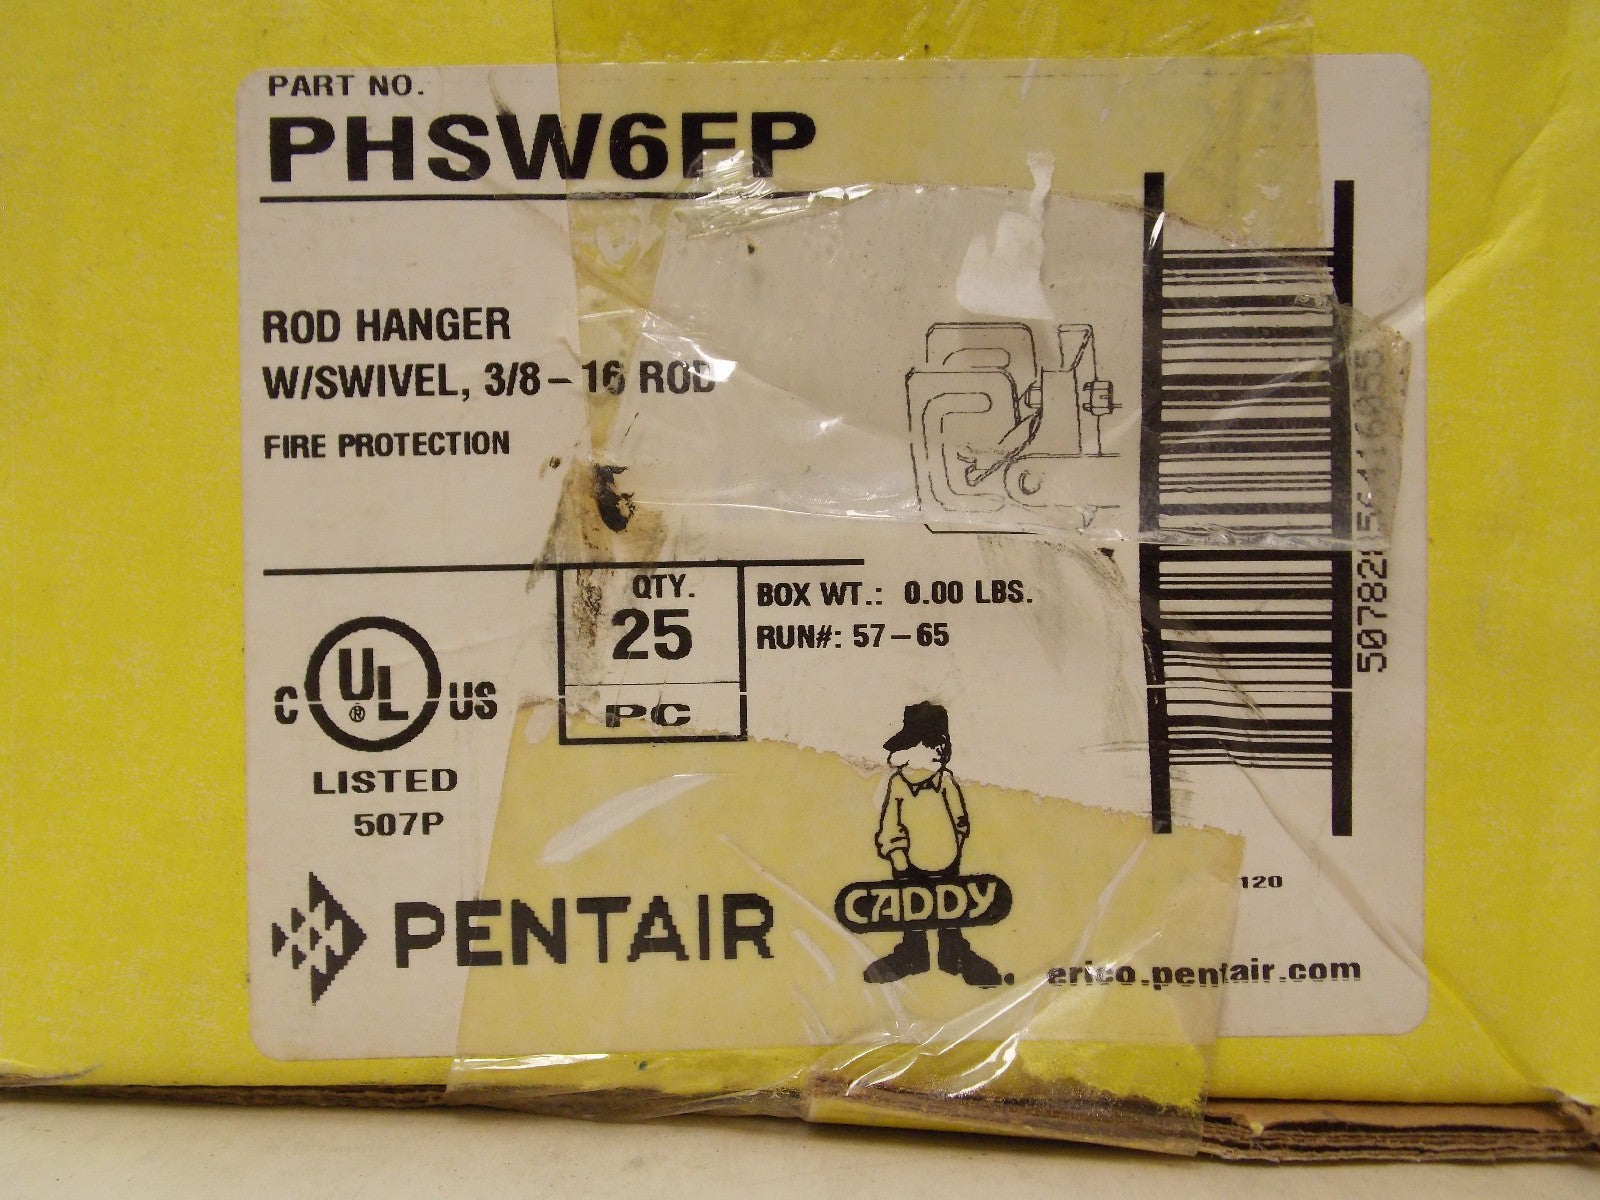 PART NO.
PHSW6FP
ROD HANGER
W/SWIVEL, 3/8-16 ROD
FIRE PROTECTION
QTY.
25
PC
BOX WT.: 0.00 LBS.
RUN#: 57-65
C UL ® US
LISTED
507P
PENTAIR
CADDY
120
erico.pentair.com